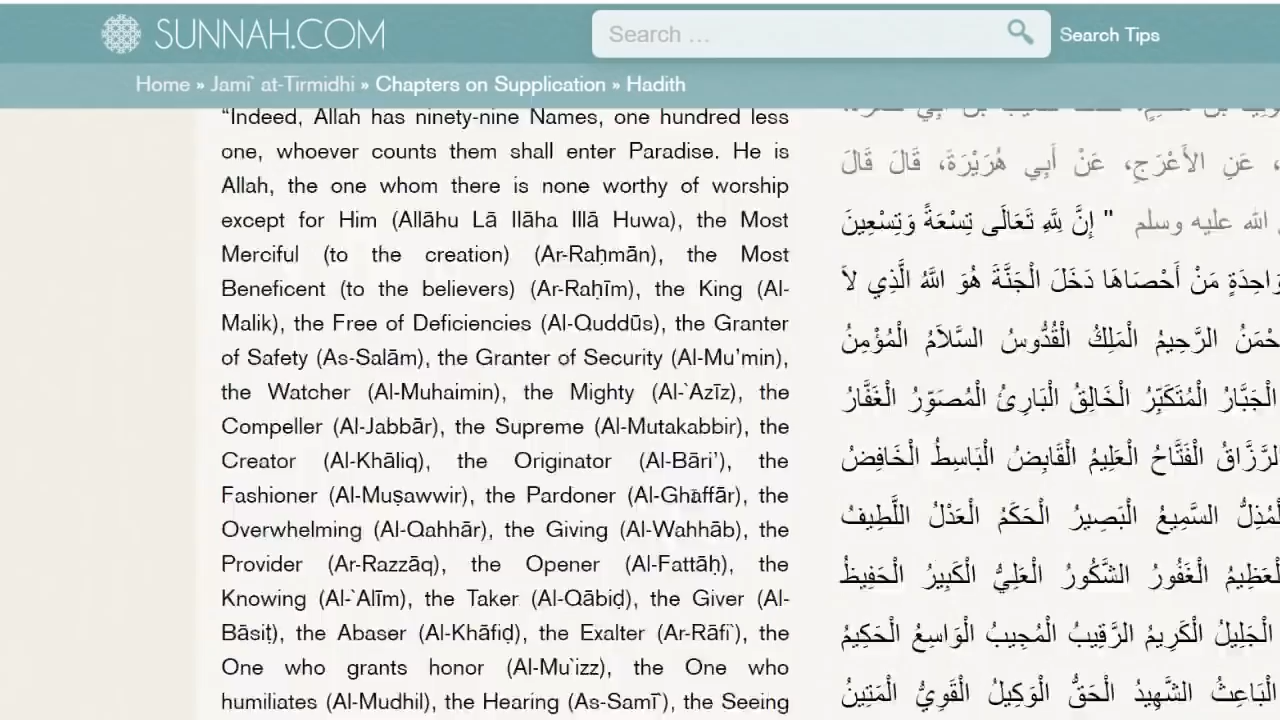 SUNNAH.COM
Search ...
Search Tips
Home » Jami` at-Tirmidhi » Chapters on Supplication » Hadith
“Indeed, Allah has ninety-nine Names, one hundred less
one, whoever counts them shall enter Paradise. He is
Allah, the one whom there is none worthy of worship
except for Him (Allāhu Lā Ilāha Illā Huwa), the Most
Merciful (to the creation) (Ar-Raḥmān), the Most
Beneficent (to the believers) (Ar-Raḥīm), the King (Al-
Malik), the Free of Deficiencies (Al-Quddūs), the Granter
of Safety (As-Salām), the Granter of Security (Al-Mu’min),
the Watcher (Al-Muhaimin), the Mighty (Al-`Azīz), the
Compeller (Al-Jabbār), the Supreme (Al-Mutakabbir), the
Creator (Al-Khāliq), the Originator (Al-Bāri’), the
Fashioner (Al-Muṣawwir), the Pardoner (Al-Ghaffār), the
Overwhelming (Al-Qahhār), the Giving (Al-Wahhāb), the
Provider (Ar-Razzāq), the Opener (Al-Fattāḥ), the
Knowing (Al-`Alīm), the Taker (Al-Qābiḍ), the Giver (Al-
Bāsiṭ), the Abaser (Al-Khāfiḍ), the Exalter (Ar-Rāfi`), the
One who grants honor (Al-Mu`izz), the One who
humiliates (Al-Mudhil), the Hearing (As-Samī`), the Seeing
، عَنِ الأَعْرَجِ، عَنْ أَبِي هُرَيْرَةَ، قَالَ قَالَ
الله عليه وسلم " إِنَّ لِلَّهِ تَعَالَى تِسْعَةً وَتِسْعِينَ
وَاحِدَةٍ مَنْ أَحْصَاهَا دَخَلَ الْجَنَّةَ هُوَ اللَّهُ الَّذِي لاَ
الرَّحِيمُ الْمَلِكُ الْقُدُّوسُ السَّلاَمُ الْمُؤْمِنُ
الْجَبَّارُ الْمُتَكَبِّرُ الْخَالِقُ الْبَارِئُ الْمُصَوِّرُ الْغَفَّارُ
الرَّزَّاقُ الْفَتَّاحُ الْعَلِيمُ الْقَابِضُ الْبَاسِطُ الْخَافِضُ
الْمُذِلُّ السَّمِيعُ الْبَصِيرُ الْحَكَمُ الْعَدْلُ اللَّطِيفُ
الْعَظِيمُ الْغَفُورُ الشَّكُورُ الْعَلِيُّ الْكَبِيرُ الْحَفِيظُ
الْجَلِيلُ الْكَرِيمُ الرَّقِيبُ الْمُجِيبُ الْوَاسِعُ الْحَكِيمُ
الْبَاعِثُ الشَّهِيدُ الْحَقُّ الْوَكِيلُ الْقَوِيُّ الْمَتِينُ